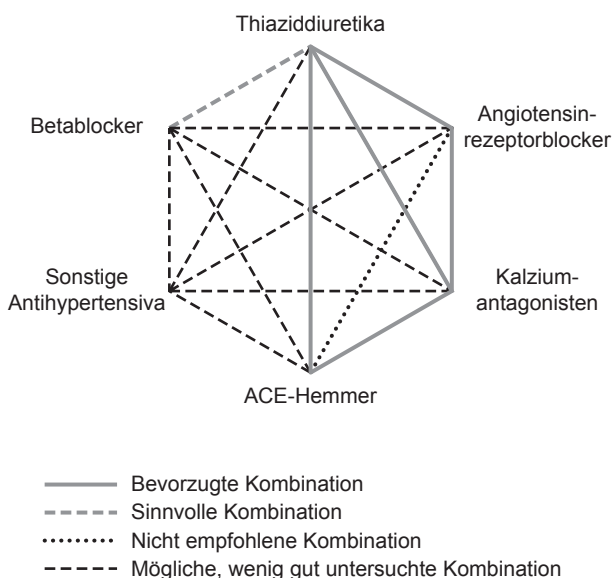 Thiaziddiuretika
Betablocker
Angiotensin-
rezeptorblocker
Sonstige
Antihypertensiva
Kalzium-
antagonisten
ACE-Hemmer
Bevorzugte Kombination
Sinnvolle Kombination
Nicht empfohlene Kombination
Mögliche, wenig gut untersuchte Kombination